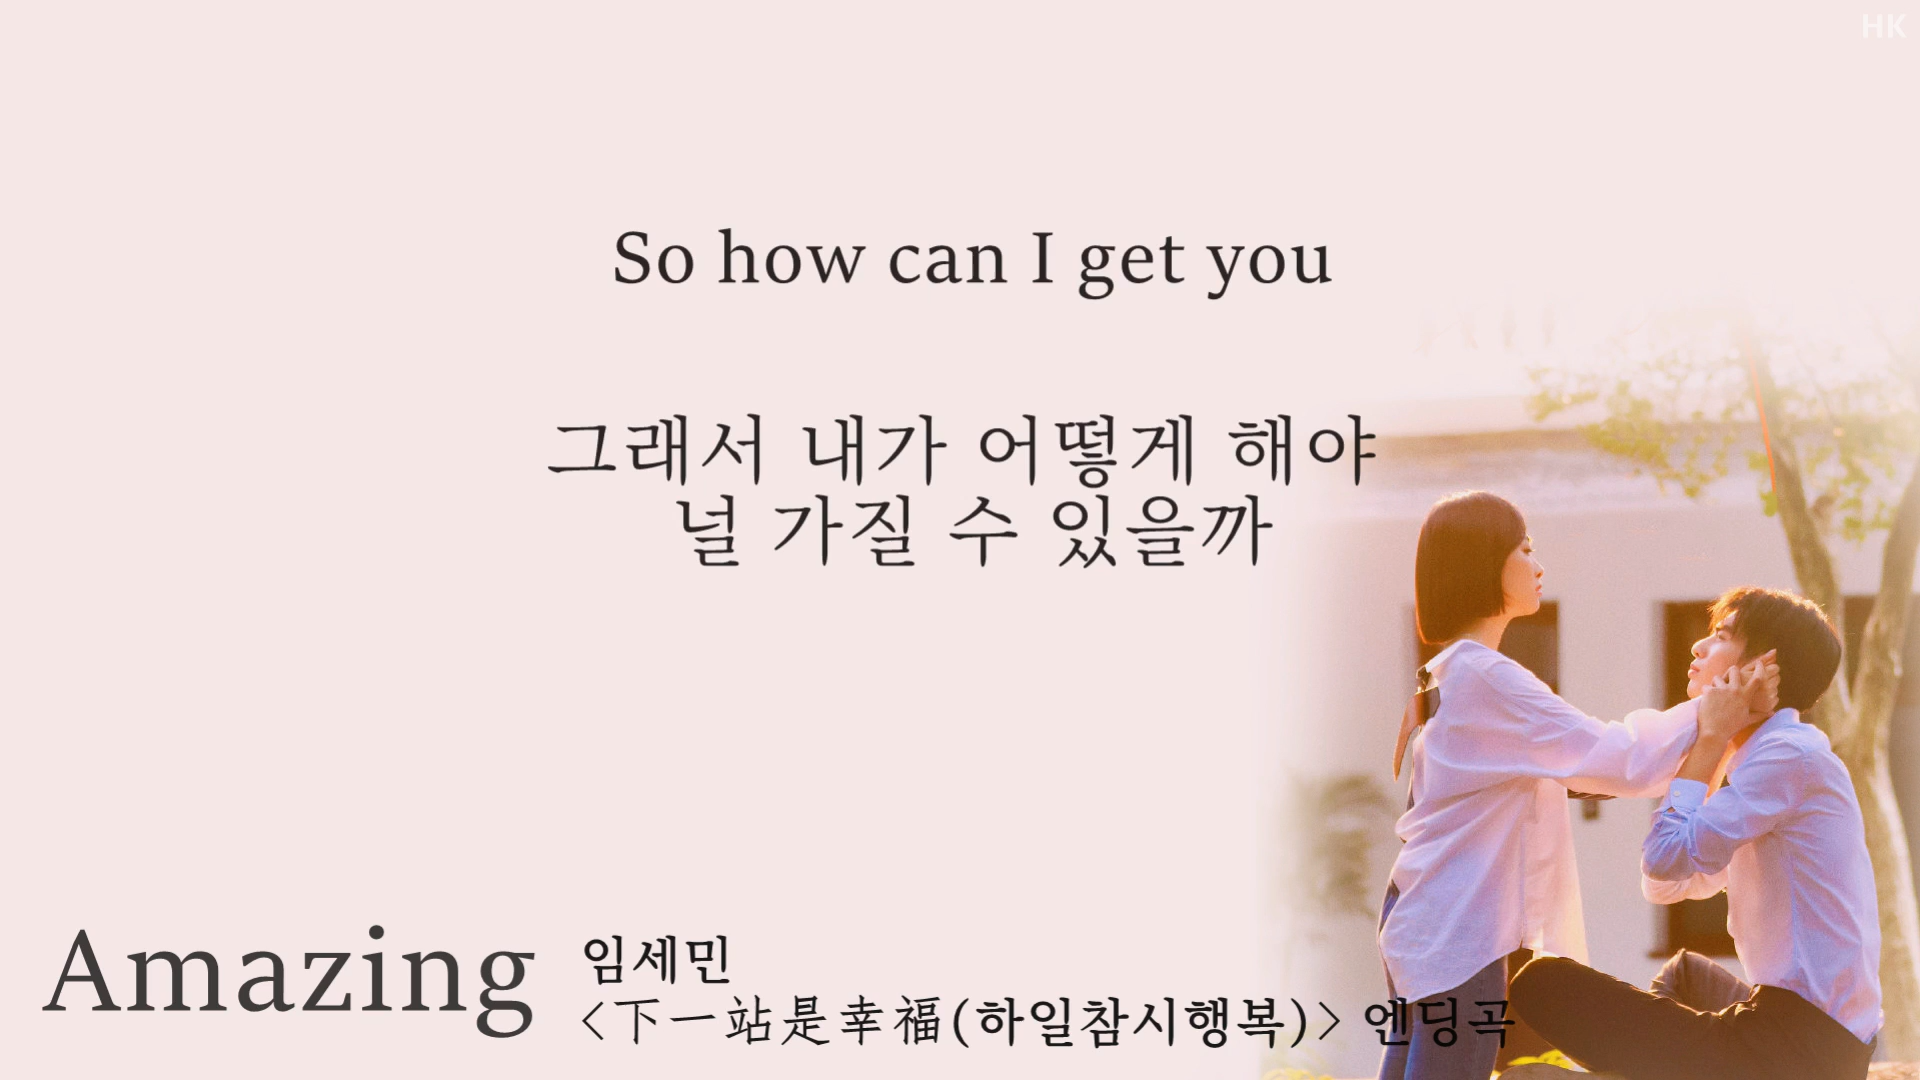 HK
So how can I get you
그래서 내가 어떻게 해야
널 가질 수 있을까
Amazing
임세민
<下一站是幸福(하일참시행복)> 엔딩곡